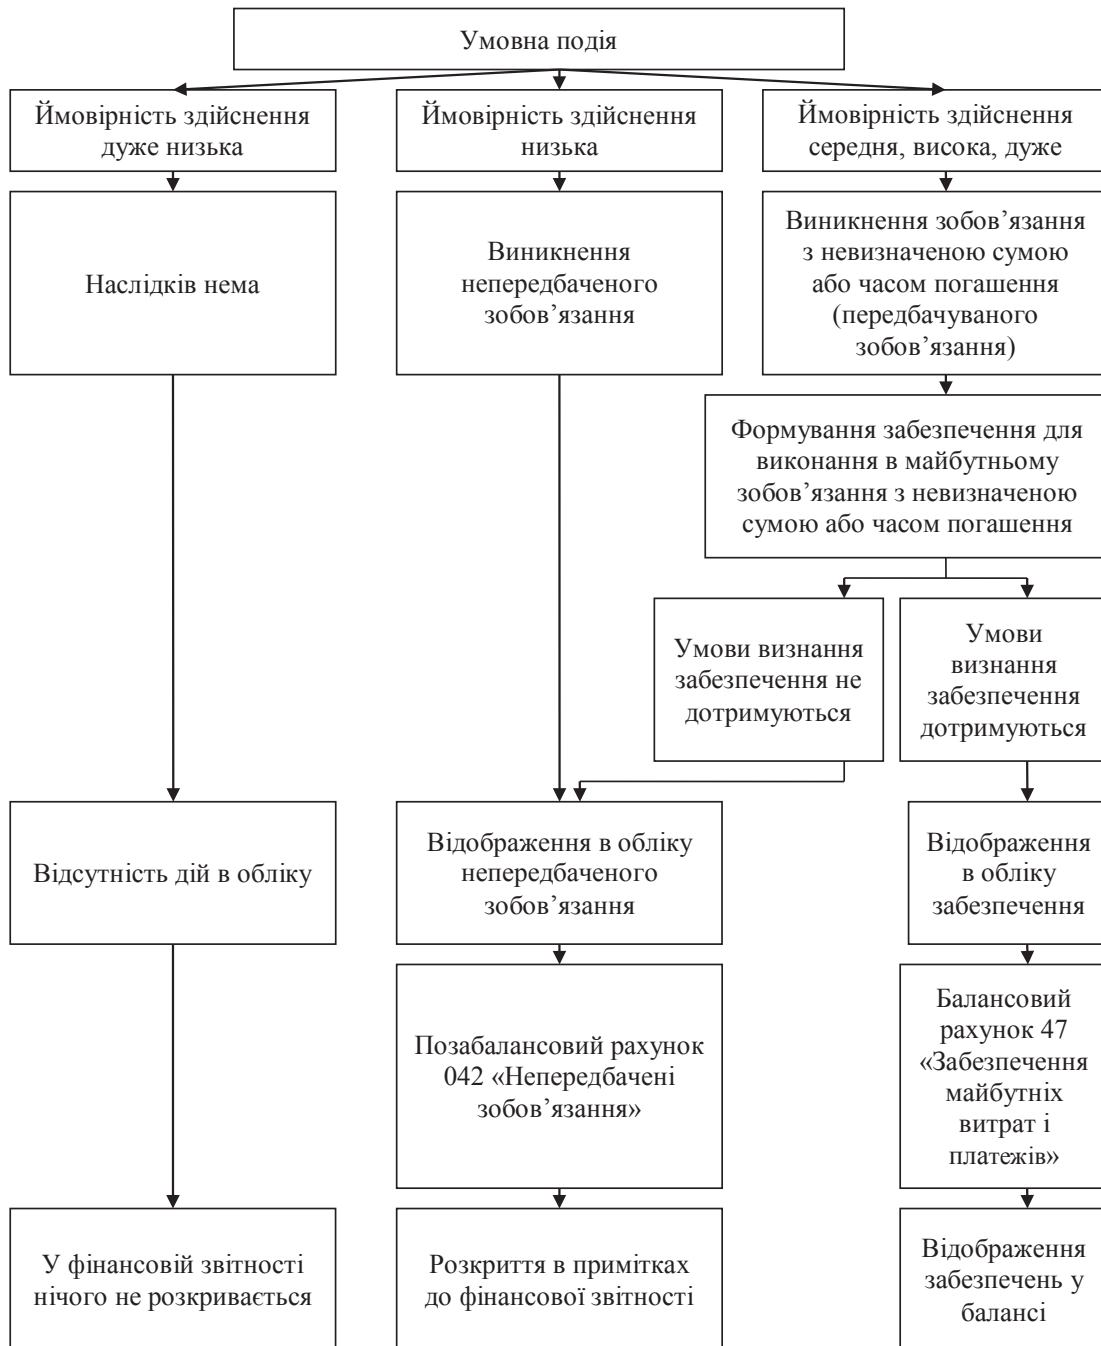 Умовна подія
Ймовірність здійснення
дуже низька
Ймовірність здійснення
низька
Ймовірність здійснення
середня, висока, дуже
Наслідків нема
Виникнення
непередбаченого
зобов’язання
Виникнення зобов’язання
з невизначеною сумою
або часом погашення
(передбачуваного
зобов’язання)
Формування забезпечення для
виконання в майбутньому
зобов’язання з невизначеною
сумою або часом погашення
Умови визнання
забезпечення не
дотримуються
Умови
визнання
забезпечення
дотримуються
Відсутність дій в обліку
Відображення в обліку
непередбаченого
зобов’язання
Відображення
в обліку
забезпечення
Позабалансовий рахунок
042 «Непередбачені
зобов’язання»
Балансовий
рахунок 47
«Забезпечення
майбутніх
витрат і
платежів»
У фінансовій звітності
нічого не розкривається
Розкриття в примітках
до фінансової звітності
Відображення
забезпечень у
балансі